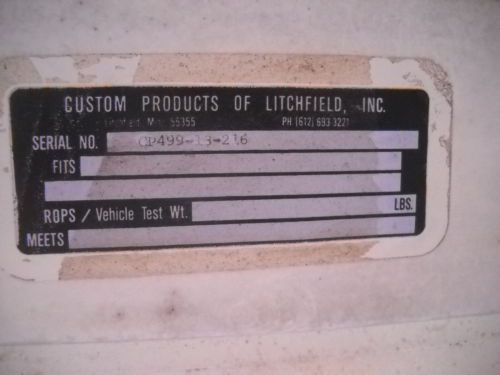 CUSTOM PRODUCTS OF LITCHFIELD, INC.
Litchfield, Mn. 55355 PH (612) 693-3221
SERIAL NO. CP499-13-216
FITS
ROPS / Vehicle Test Wt. LBS.
MEETS